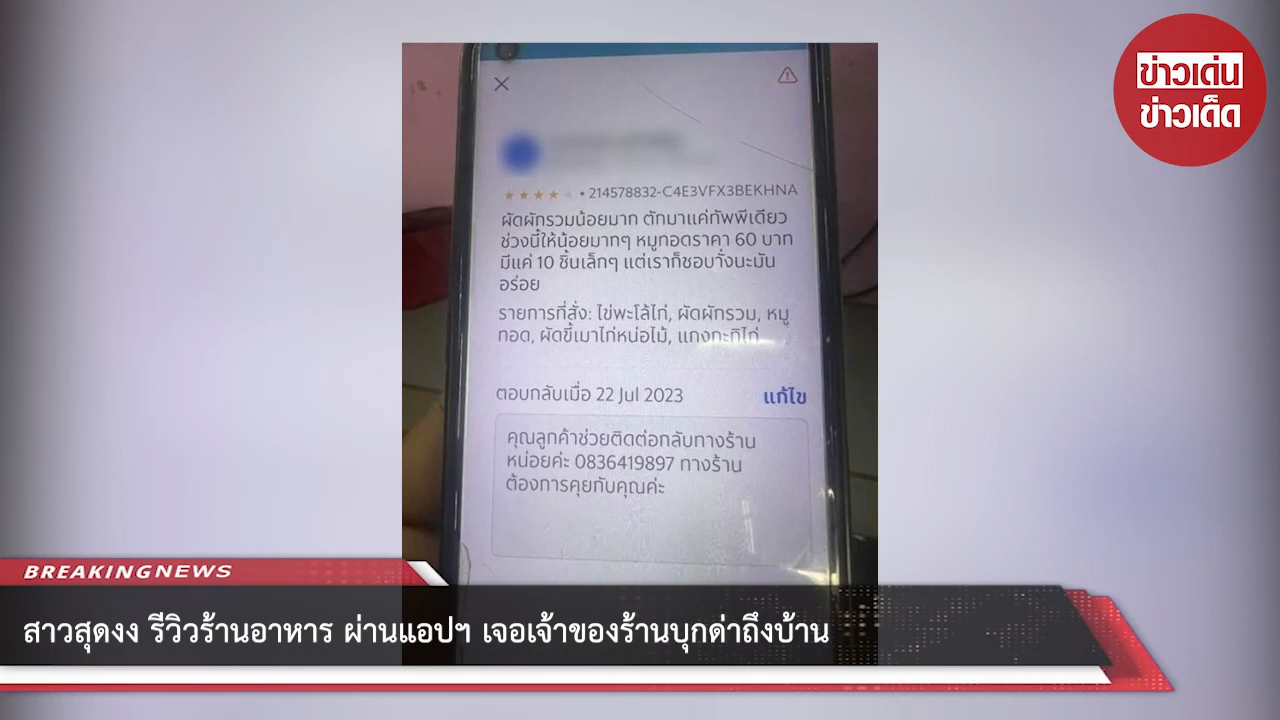 ข่าวเด่น
ข่าวเด็ด
• 214578832-C4E3VFX3BEKHNA
ผัดผักรวมน้อยมาก ตักมาแค่ทัพพีเดียว
ช่วงนี้ให้น้อยมากๆ หมูทอดราคา 60 บาท
มีแค่ 10 ชิ้นเล็กๆ แต่เราก็ชอบาั่งนะมัน
อร่อย
รายการที่สั่ง: ไข่พะโล้ไก่, ผัดผักรวม, หมู
ทอด, ผัดขี้เมาไก่หน่อไม้, แกงกะทิไก่
ตอบกลับเมื่อ 22 Jul 2023 แก้ไข
คุณลูกค้าช่วยติดต่อกลับทางร้าน
หน่อยค่ะ 0836419897 ทางร้าน
ต้องการคุยกับคุณค่ะ
BREAKINGNEWS
สาวสุดงง รีวิวร้านอาหาร ผ่านแอปฯ เจอเจ้าของร้านบุกด่าถึงบ้าน